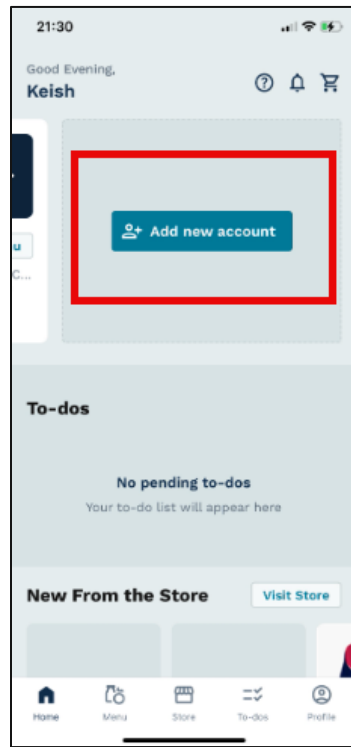 21:30
Good Evening,
Keish
u
C...
Add new account
To-dos
No pending to-dos
Your to-do list will appear here
New From the Store
Visit Store
Home
Menu
Store
To-dos
Profile